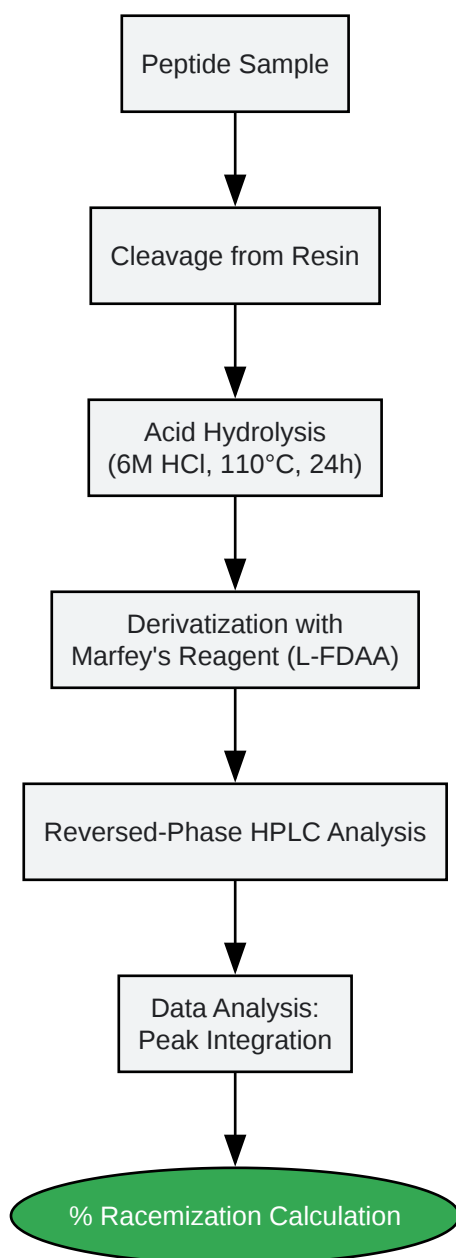 Peptide Sample
Cleavage from Resin
Acid Hydrolysis
(6M HCl, 110°C, 24h)
Derivatization with
Marfey's Reagent (L-FDAA)
Reversed-Phase HPLC Analysis
Data Analysis:
Peak Integration
% Racemization Calculation